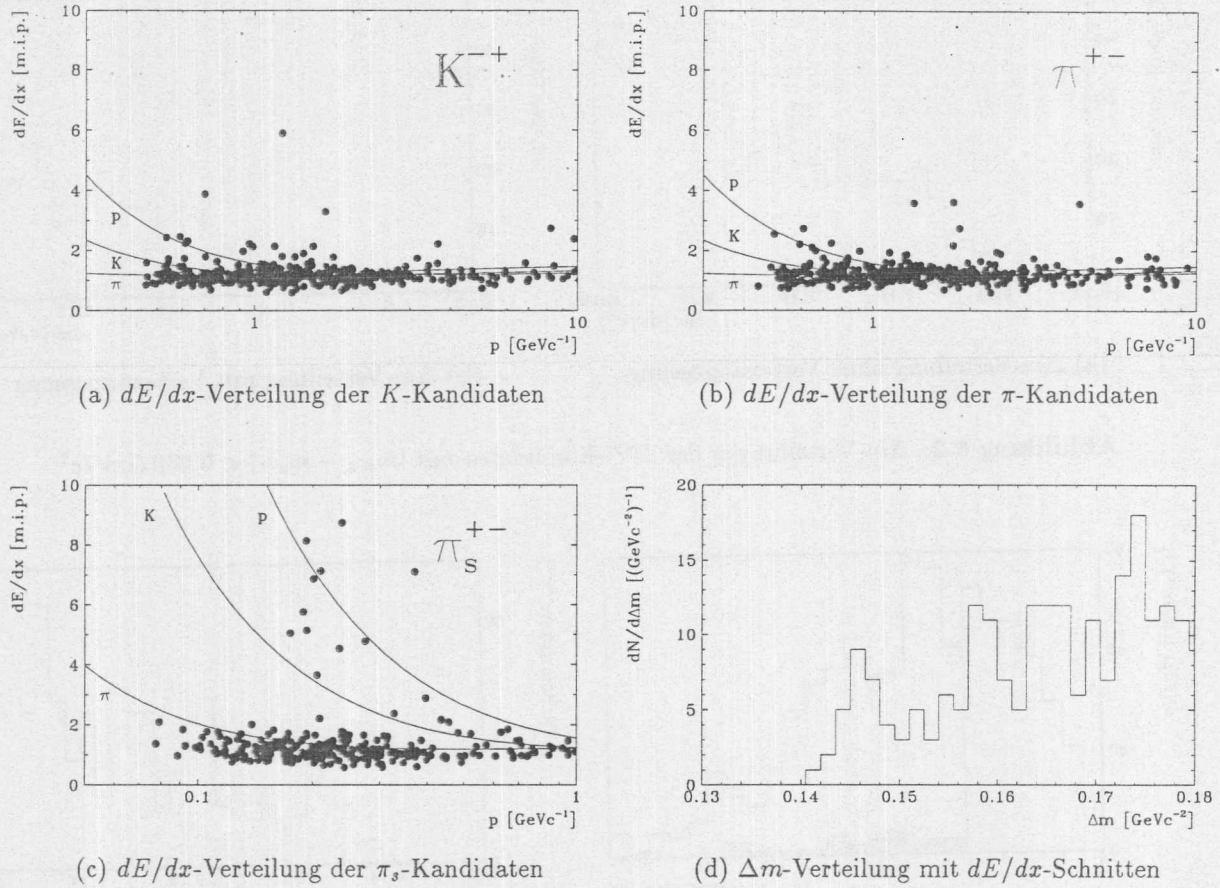 dE/dx [m.i.p.]
10
8
6
4
2
0
K⁻⁺
p
K
π
1
10
p [GeVc⁻¹]
(a) dE/dx-Verteilung der K-Kandidaten
dE/dx [m.i.p.]
10
8
6
4
2
0
π⁺⁻
p
K
π
1
10
p [GeVc⁻¹]
(b) dE/dx-Verteilung der π-Kandidaten
dE/dx [m.i.p.]
10
8
6
4
2
0
K
p
π
πs⁺⁻
0.1
1
p [GeVc⁻¹]
(c) dE/dx-Verteilung der πs-Kandidaten
dN/dΔm [(GeVc⁻²)⁻¹]
20
15
10
5
0
0.13 0.14 0.15 0.16 0.17 0.18
Δm [GeVc⁻²]
(d) Δm-Verteilung mit dE/dx-Schnitten